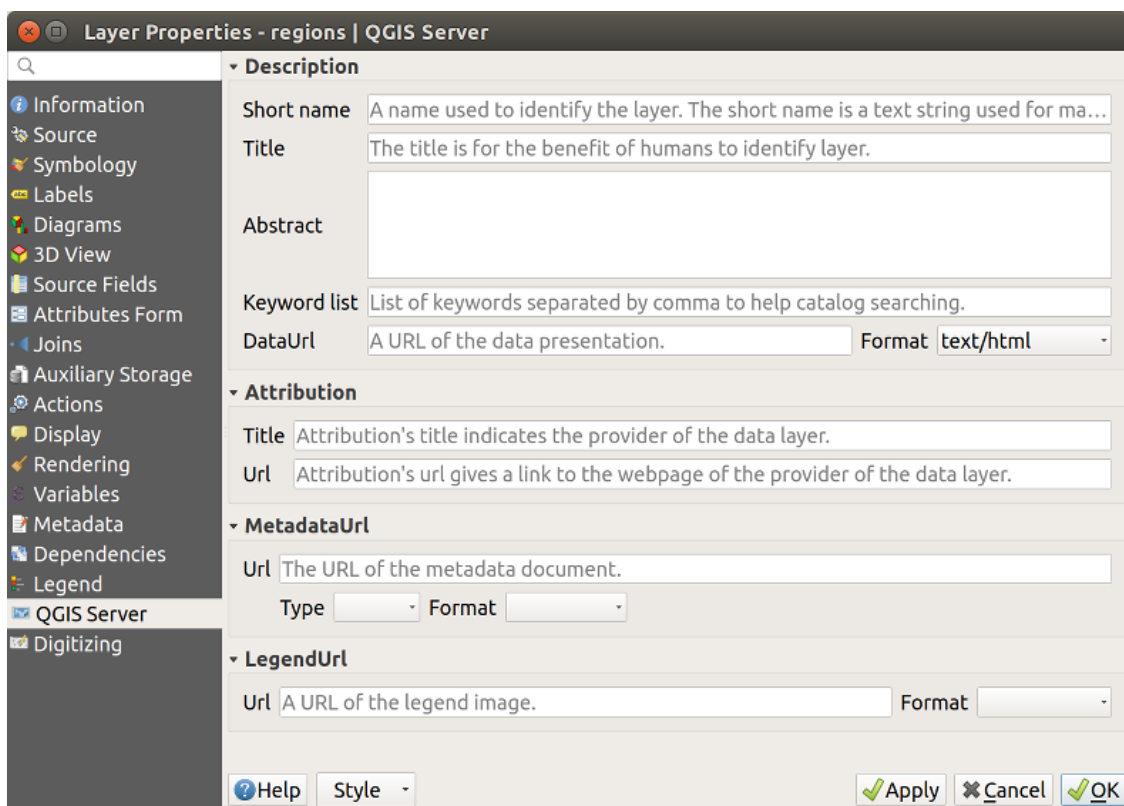 Layer Properties - regions | QGIS Server
Information
Source
Symbology
Labels
Diagrams
3D View
Source Fields
Attributes Form
Joins
Auxiliary Storage
Actions
Display
Rendering
Variables
Metadata
Dependencies
Legend
QGIS Server
Digitizing
Description
Short name A name used to identify the layer. The short name is a text string used for ma...
Title The title is for the benefit of humans to identify layer.
Abstract
Keyword list List of keywords separated by comma to help catalog searching.
DataUrl A URL of the data presentation. Format text/html
Attribution
Title Attribution's title indicates the provider of the data layer.
Url Attribution's url gives a link to the webpage of the provider of the data layer.
MetadataUrl
Url The URL of the metadata document.
Type Format
LegendUrl
Url A URL of the legend image. Format
Help Style Apply Cancel OK